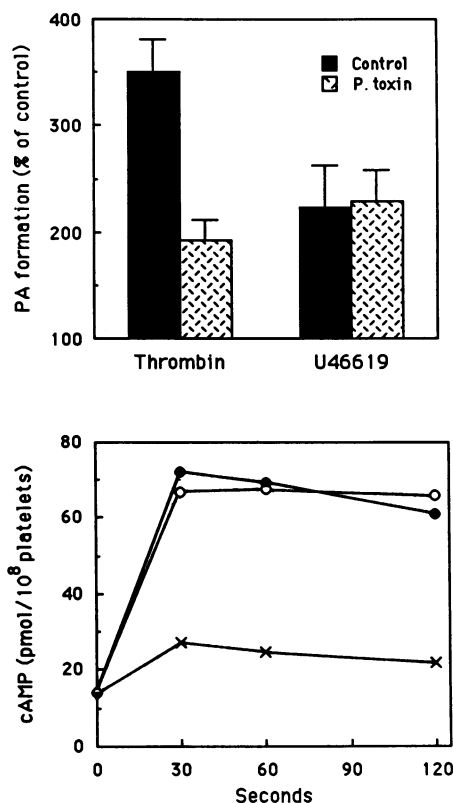 400
300
200
100
PA formation (% of control)
Control
P. toxin
Thrombin
U46619
80
60
40
20
0
cAMP (pmol/10⁸ platelets)
0 30 60 90 120
Seconds